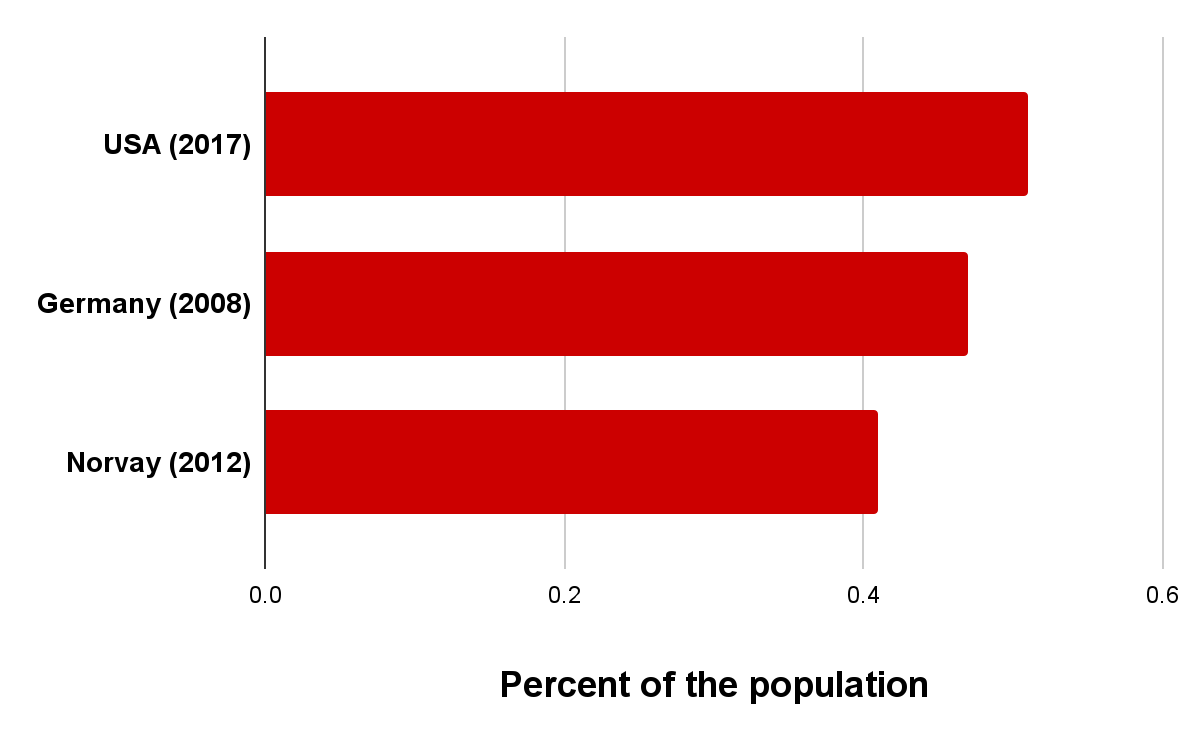 USA (2017)
Germany (2008)
Norvay (2012)
0.0 0.2 0.4 0.6
Percent of the population